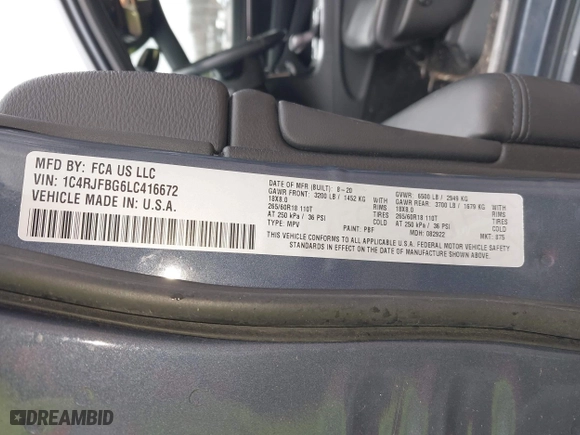 MFD BY: FCA US LLC
VIN: 1C4RJFBG6LC416672
VEHICLE MADE IN: U.S.A.
DATE OF MFR (BUILT) 8-20
GVWR: 6500 LB / 2949 KG
GAWR FRONT: 3200 LB / 1452 KG WITH
GAWR REAR 3700 LB / 1679 KG WITH
18X8.0 RIMS
18X8.0 RIMS
265/60R18 110T TIRES
265/60R18 110T TIRES
AT 250 kPa / 36 PSI COLD
AT 250 kPa / 36 PSI COLD
TYPE: MPV PAINT: PBF MDH: 082922 MKT: 875
THIS VEHICLE CONFORMS TO ALL APPLICABLE U.S.A. FEDERAL MOTOR VEHICLE SAFETY
STANDARDS IN EFFECT ON THE DATE OF MANUFACTURE SHOWN ABOVE.
DREAMBID